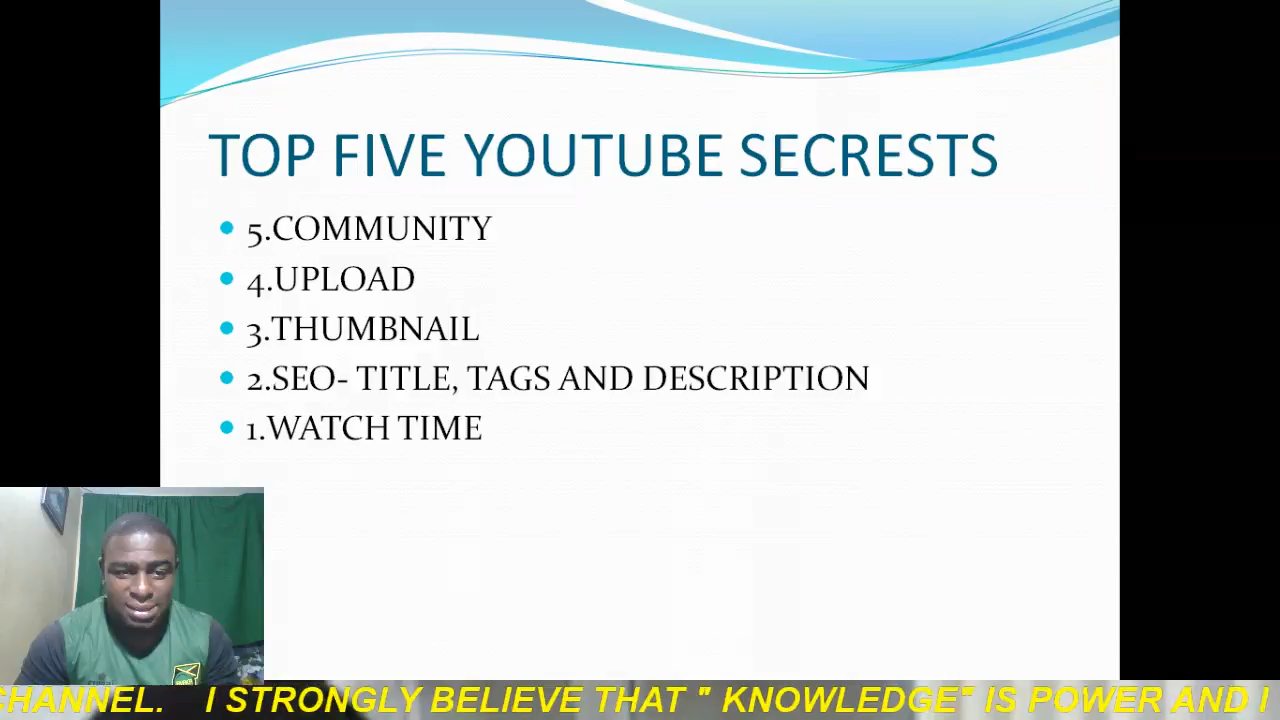 TOP FIVE YOUTUBE SECRESTS
5.COMMUNITY
4.UPLOAD
3.THUMBNAIL
2.SEO- TITLE, TAGS AND DESCRIPTION
1.WATCH TIME
CHANNEL. I STRONGLY BELIEVE THAT " KNOWLEDGE" IS POWER AND I